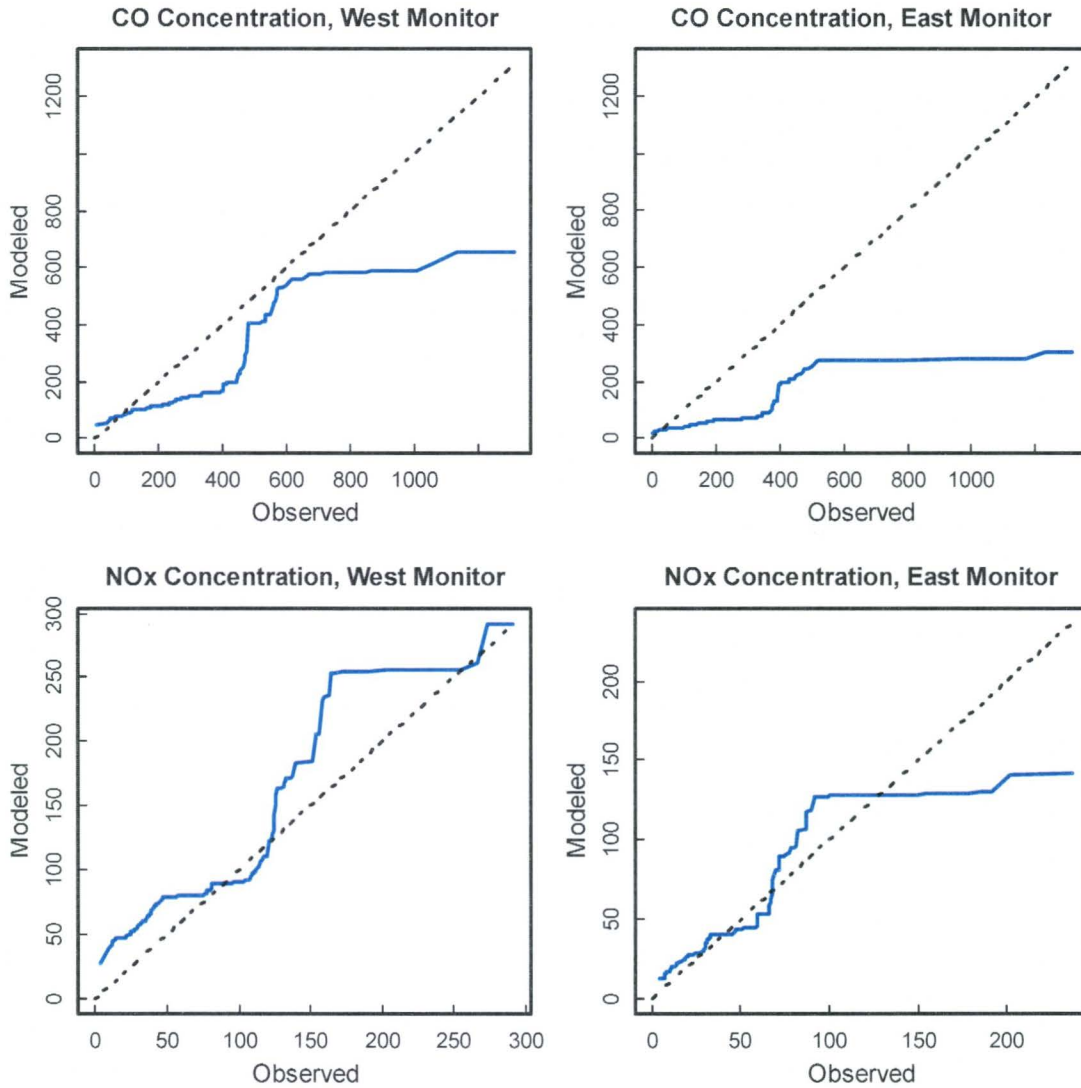 CO Concentration, West Monitor
Modeled
1200
800
600
400
200
0
0 200 400 600 800 1000
Observed
CO Concentration, East Monitor
Modeled
1200
800
600
400
200
0
0 200 400 600 800 1000
Observed
NOx Concentration, West Monitor
Modeled
300
250
200
150
100
50
0
0 50 100 150 200 250 300
Observed
NOx Concentration, East Monitor
Modeled
200
150
100
50
0
0 50 100 150 200
Observed